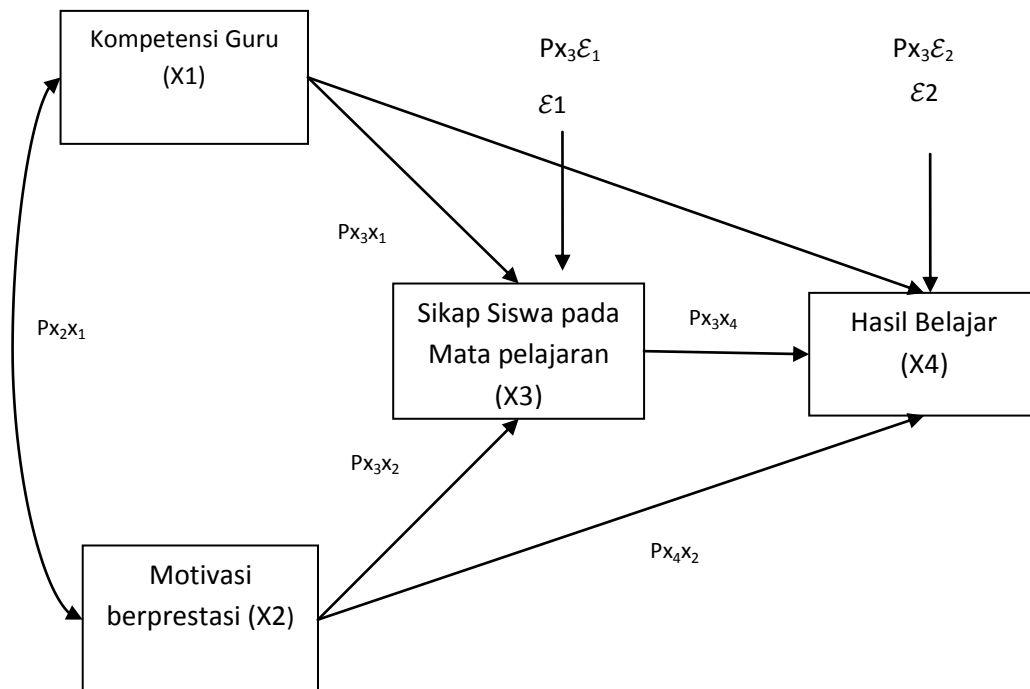 Kompetensi Guru
(X1)
Px₃ℰ₁
ℰ1
Px₃ℰ₂
ℰ2
Px₃x₁
Px₂x₁
Sikap Siswa pada
Mata pelajaran
(X3)
Px₃x₄
Hasil Belajar
(X4)
Px₃x₂
Px₄x₂
Motivasi
berprestasi (X2)